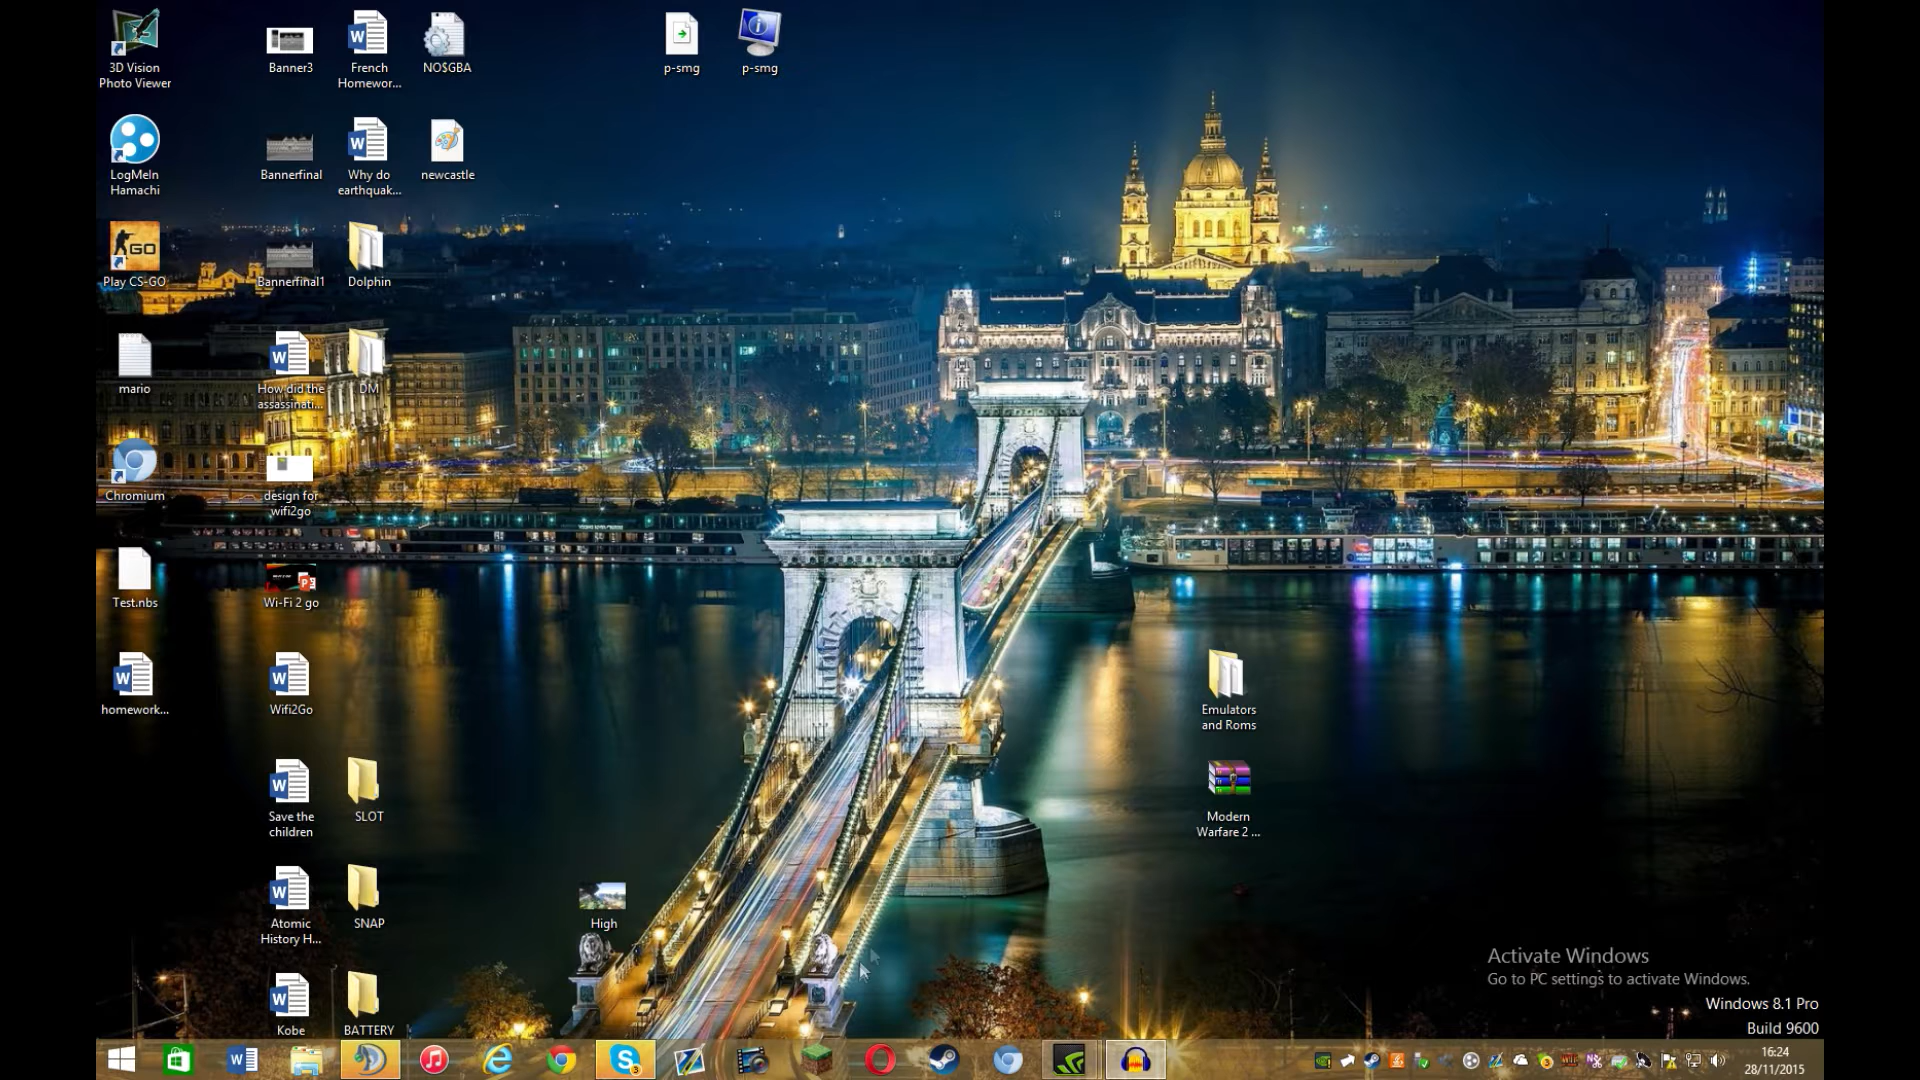 3D Vision
Photo Viewer
Banner3
French
Homewor...
NO$GBA
p-smg
p-smg
LogMeIn
Hamachi
Bannerfinal
Why do
earthquak...
newcastle
GO
Play CS-GO
Bannerfinal1
Dolphin
mario
How did the
assassinati...
DM
Chromium
design for
wifi2go
Test.nbs
Wi-Fi 2 go
homework...
Wifi2Go
Emulators
and Roms
Save the
children
SLOT
Modern
Warfare 2 ...
Atomic
History H...
SNAP
High
Kobe
BATTERY
Activate Windows
Go to PC settings to activate Windows.
Windows 8.1 Pro
Build 9600
16:24
28/11/2015